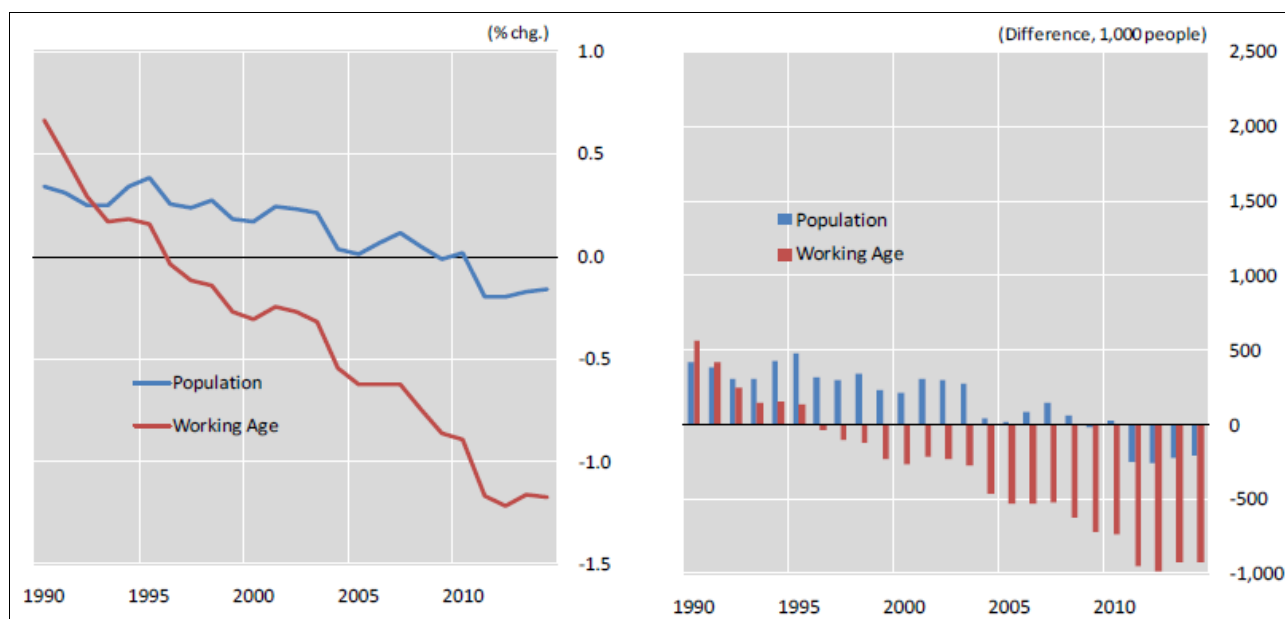 (% chg.)
1.0
0.5
0.0
-0.5
-1.0
-1.5
Population
Working Age
1990 1995 2000 2005 2010
(Difference, 1,000 people)
2,500
2,000
1,500
1,000
500
0
-500
-1,000
Population
Working Age
1990 1995 2000 2005 2010